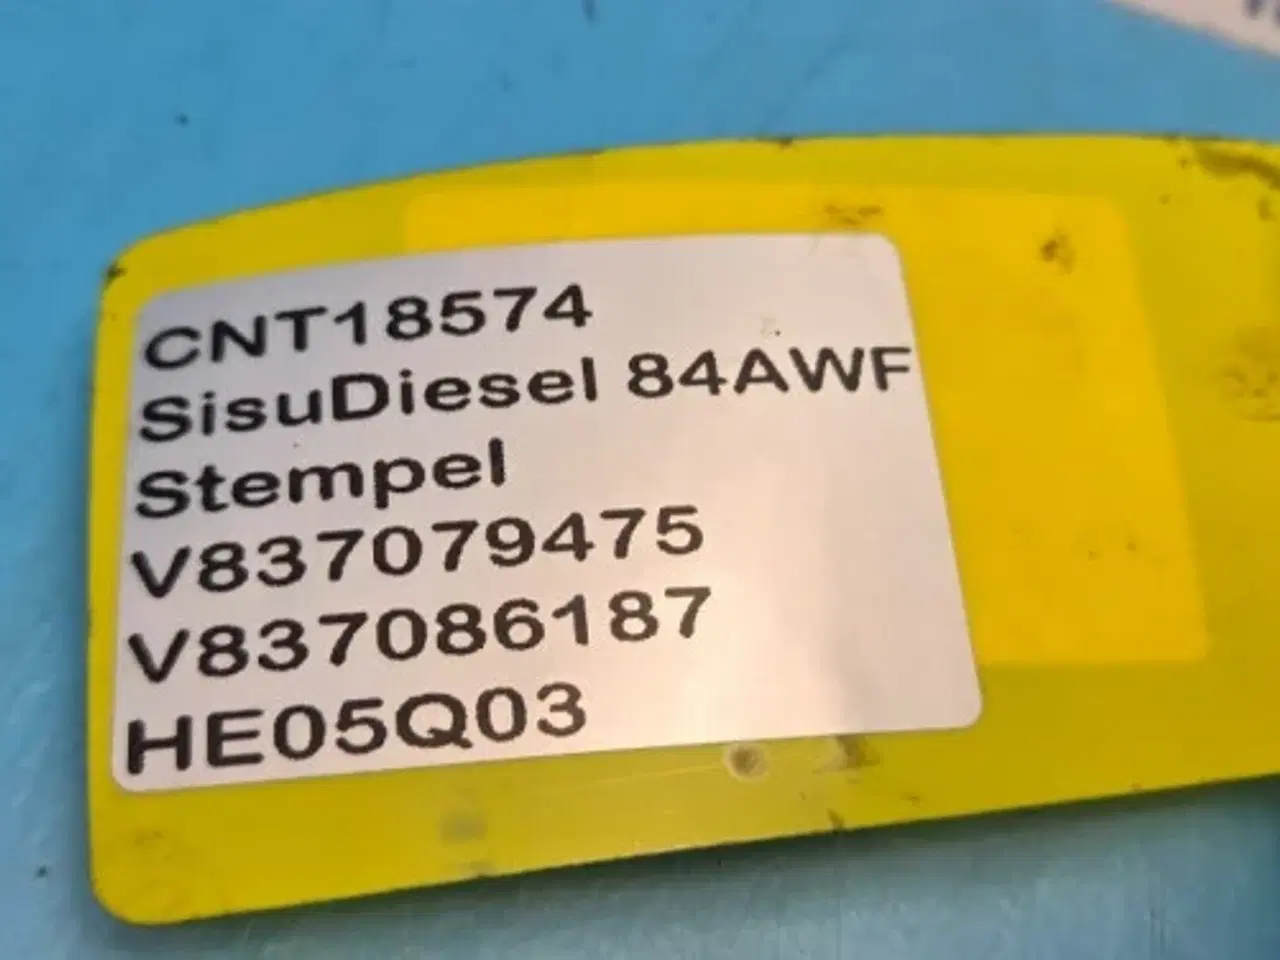 CNT18574
SisuDiesel 84AWF
Stempel
V837079475
V837086187
HE05Q03